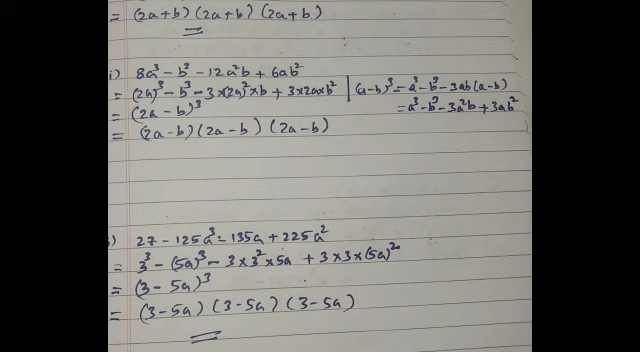 = (2a+b) (2a+b) (2a+b)
i) 8a³ - b³ - 12a²b + 6ab²
= (2a)³ - b³ - 3×(2a)²×b + 3×2a×b² | (a-b)³ = a³ - b³ - 3ab(a-b)
= (2a - b)³ = a³ - b³ - 3a²b + 3ab²
= (2a-b) (2a-b) (2a-b)
) 27 - 125a³ - 135a + 225a²
= 3³ - (5a)³ - 3×3²×5a + 3×3×(5a)²
= (3 - 5a)³
= (3-5a) (3-5a) (3-5a)